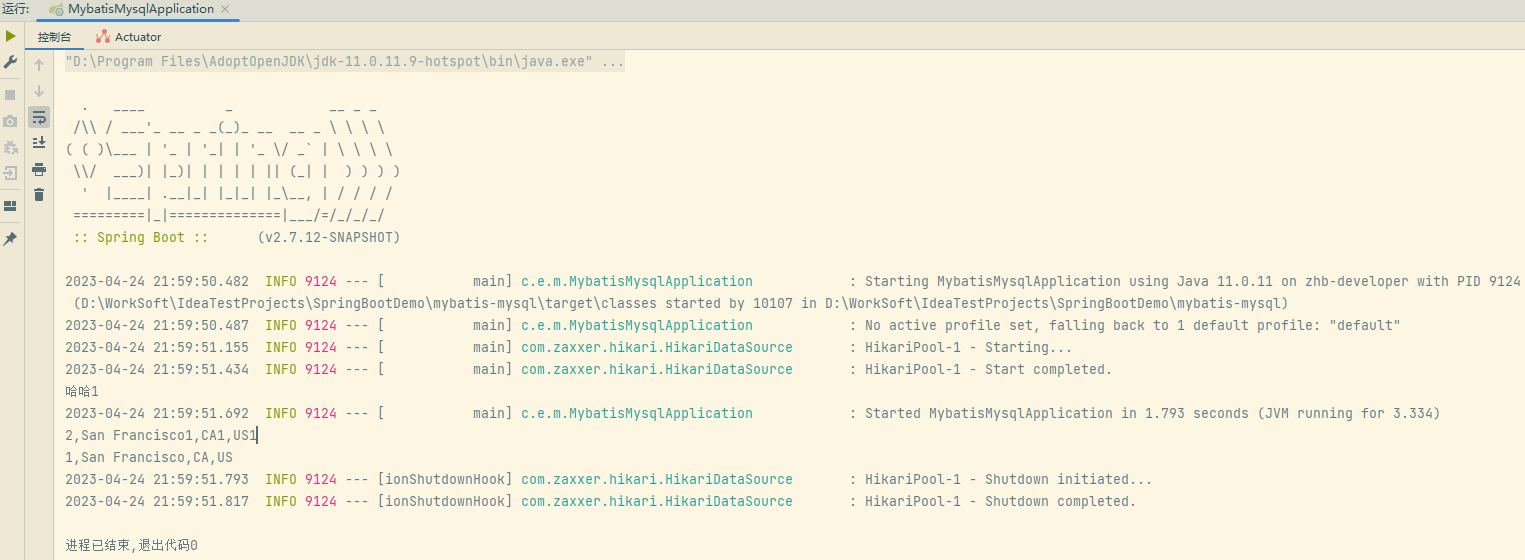 运行: MybatisMysqlApplication ×
控制台 Actuator
"D:\Program Files\AdoptOpenJDK\jdk-11.0.11.9-hotspot\bin\java.exe" ...
  .   ____          _            __ _ _
 /\\ / ___'_ __ _ _(_)_ __  __ _ \ \ \ \
( ( )\___ | '_ | '_| | '_ \/ _` | \ \ \ \
 \\/  ___)| |_)| | | | | || (_| |  ) ) ) )
  '  |____| .__|_| |_|_| |_\__, | / / / /
 =========|_|==============|___/=/_/_/_/
 :: Spring Boot ::      (v2.7.12-SNAPSHOT)
2023-04-24 21:59:50.482  INFO 9124 --- [           main] c.e.m.MybatisMysqlApplication            : Starting MybatisMysqlApplication using Java 11.0.11 on zhb-developer with PID 9124
 (D:\WorkSoft\IdeaTestProjects\SpringBootDemo\mybatis-mysql\target\classes started by 10107 in D:\WorkSoft\IdeaTestProjects\SpringBootDemo\mybatis-mysql)
2023-04-24 21:59:50.487  INFO 9124 --- [           main] c.e.m.MybatisMysqlApplication            : No active profile set, falling back to 1 default profile: "default"
2023-04-24 21:59:51.155  INFO 9124 --- [           main] com.zaxxer.hikari.HikariDataSource       : HikariPool-1 - Starting...
2023-04-24 21:59:51.434  INFO 9124 --- [           main] com.zaxxer.hikari.HikariDataSource       : HikariPool-1 - Start completed.
哈哈1
2023-04-24 21:59:51.692  INFO 9124 --- [           main] c.e.m.MybatisMysqlApplication            : Started MybatisMysqlApplication in 1.793 seconds (JVM running for 3.334)
2,San Francisco1,CA1,US1
1,San Francisco,CA,US
2023-04-24 21:59:51.793  INFO 9124 --- [ionShutdownHook] com.zaxxer.hikari.HikariDataSource       : HikariPool-1 - Shutdown initiated...
2023-04-24 21:59:51.817  INFO 9124 --- [ionShutdownHook] com.zaxxer.hikari.HikariDataSource       : HikariPool-1 - Shutdown completed.
进程已结束,退出代码0